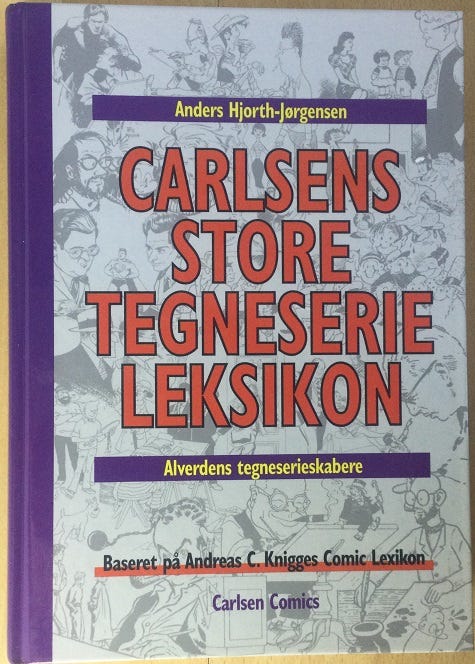 Anders Hjorth-Jørgensen
CARLSENS
STORE
TEGNESERIE
LEKSIKON
Alverdens tegneserieskabere
Baseret på Andreas C. Knigges Comic Lexikon
Carlsen Comics